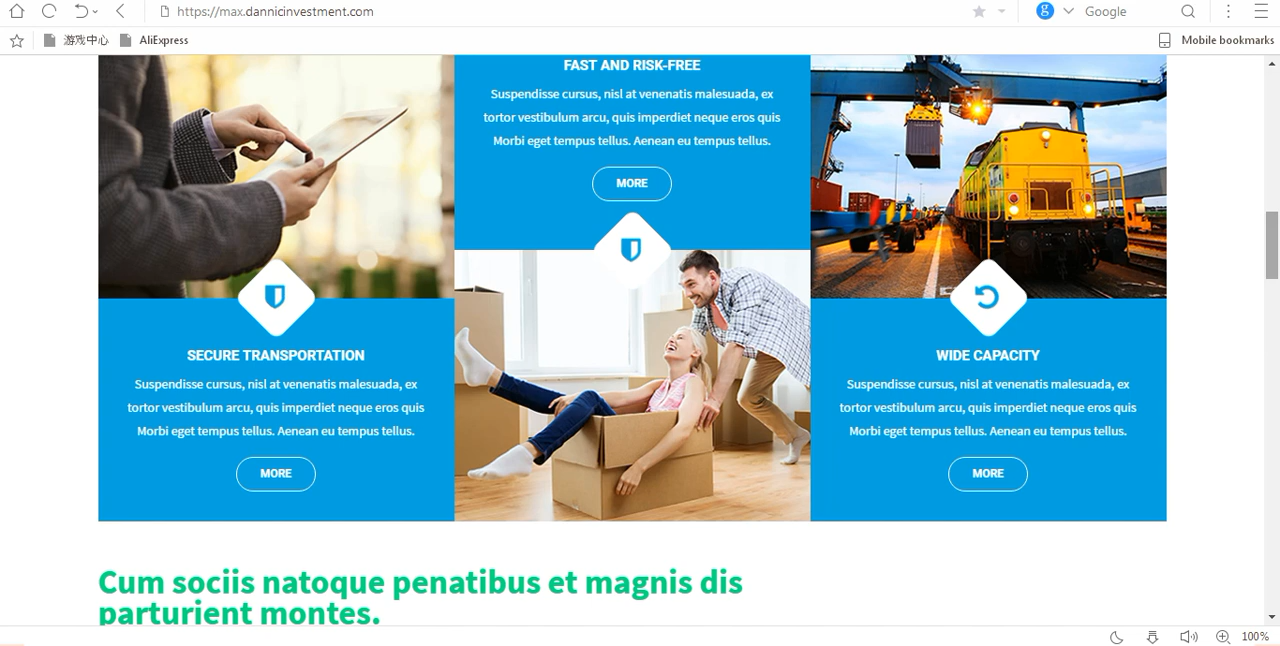 https://max.dannicinvestment.com
Google
游戏中心
AliExpress
Mobile bookmarks
FAST AND RISK-FREE
Suspendisse cursus, nisl at venenatis malesuada, ex
tortor vestibulum arcu, quis imperdiet neque eros quis
Morbi eget tempus tellus. Aenean eu tempus tellus.
MORE
SECURE TRANSPORTATION
Suspendisse cursus, nisl at venenatis malesuada, ex
tortor vestibulum arcu, quis imperdiet neque eros quis
Morbi eget tempus tellus. Aenean eu tempus tellus.
MORE
WIDE CAPACITY
Suspendisse cursus, nisl at venenatis malesuada, ex
tortor vestibulum arcu, quis imperdiet neque eros quis
Morbi eget tempus tellus. Aenean eu tempus tellus.
MORE
Cum sociis natoque penatibus et magnis dis
parturient montes.
100%